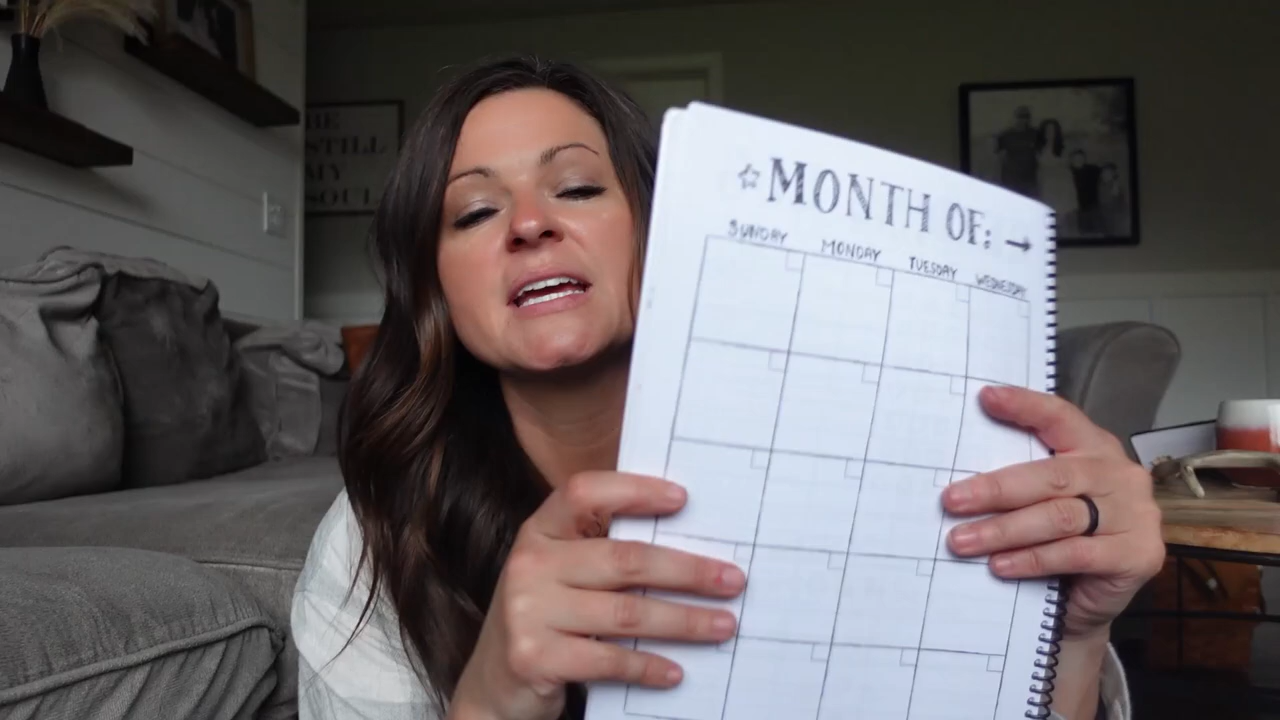 BE
STILL
MY
SOUL
☆MONTH OF: →
SUNDAY MONDAY TUESDAY WEDNESDAY